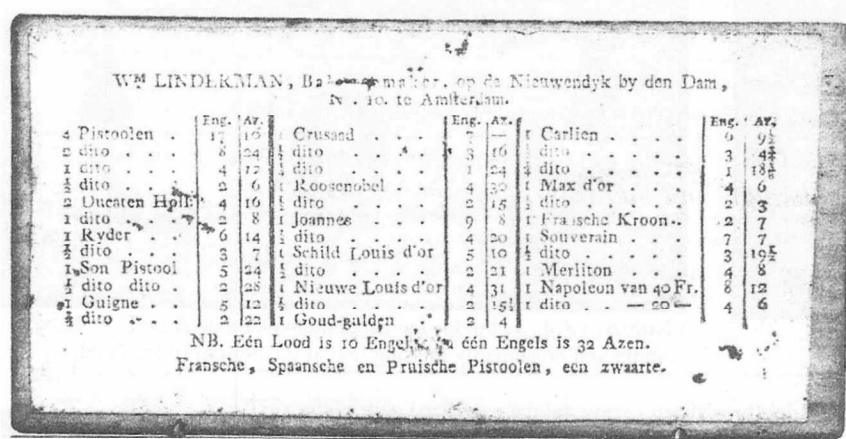 WM LINDERMAN, op de Nieuwendyk by den Dam,
No. 10. te Amsterdam.
Eng. Az. Eng. Az. Eng. Az.
4 Pistoolen . 17 16 1 Crusaad . . . 7 — 1 Carlien . . . 6 9½
2 dito . . . 8 24 ½ dito . . . . 3 16 ½ dito . . . . 3 4¾
1 dito . . . 4 12 ¼ dito . . . . 1 24 ¼ dito . . . . 1 18⅜
½ dito . . . 2 6 1 Roosenobel . . 4 30 1 Max d'or . . 4 6
2 Ducaten Holl: 4 16 ½ dito . . . . 2 15 ½ dito . . . . 2 3
1 dito . . . 2 8 1 Joannes . . . 9 8 1 Fransche Kroon . . 2 7
1 Ryder . . 6 14 ½ dito . . . . 4 20 1 Souverain . . 7 7
½ dito . . . 3 7 1 Schild Louis d'or 5 10 ½ dito . . . . 3 19½
1 Son Pistool 5 24 ½ dito . . . . 2 21 1 Merliton . . . 4 8
½ dito dito . 2 28 1 Nieuwe Louis d'or 4 31 1 Napoleon van 40 Fr. 8 12
1 Guigne . . 5 12 ½ dito . . . . 2 15½ 1 dito . . — 20 — 4 6
½ dito . . . 2 22 1 Goud-gulden . 2 4
NB. Eén Lood is 10 Engels, en één Engels is 32 Azen.
Fransche, Spaansche en Pruische Pistoolen, een zwaarte.